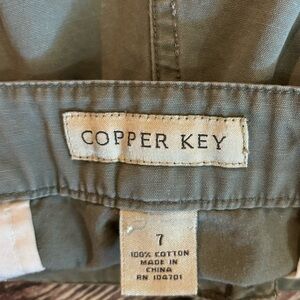 COPPER KEY
7
100% COTTON
MADE IN
CHINA
RN 104701